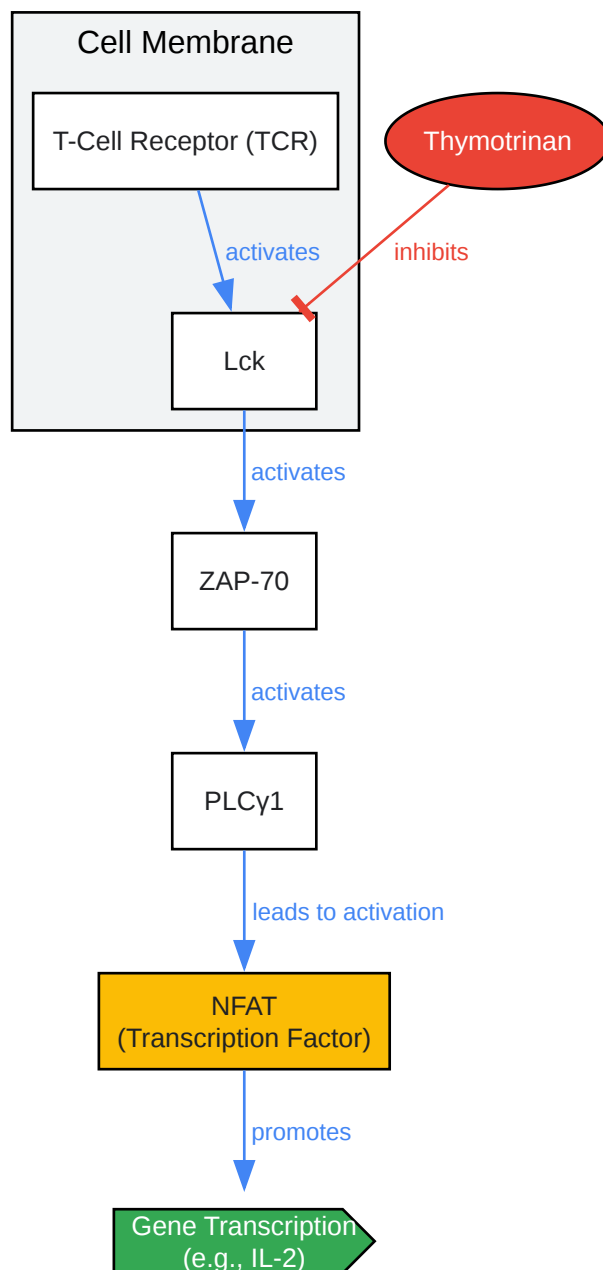 Cell Membrane
T-Cell Receptor (TCR)
Thymotrinan
activates
inhibits
Lck
activates
ZAP-70
activates
PLCγ1
leads to activation
NFAT
(Transcription Factor)
promotes
Gene Transcription
(e.g., IL-2)